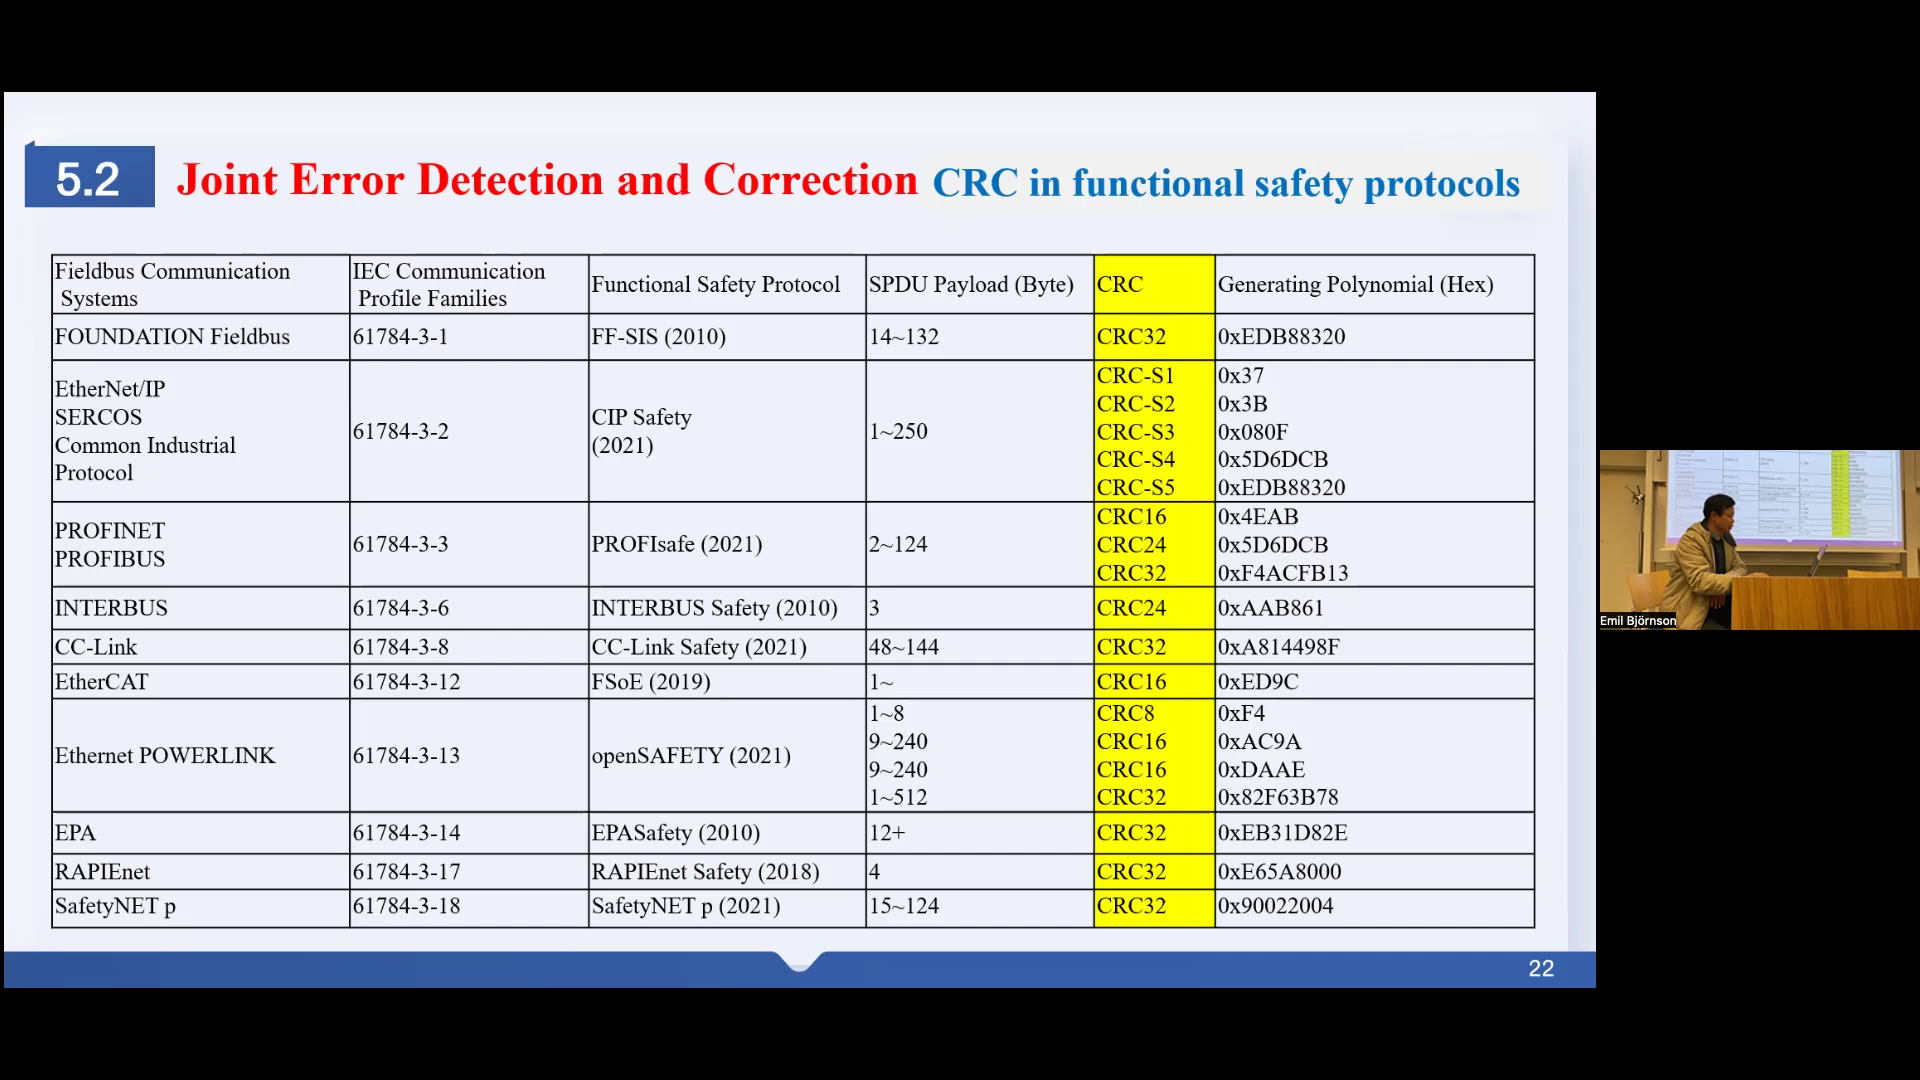 5.2 Joint Error Detection and Correction CRC in functional safety protocols
Fieldbus Communication Systems IEC Communication Profile Families Functional Safety Protocol SPDU Payload (Byte) CRC Generating Polynomial (Hex)
FOUNDATION Fieldbus 61784-3-1 FF-SIS (2010) 14~132 CRC32 0xEDB88320
EtherNet/IP
SERCOS
Common Industrial
Protocol
61784-3-2
CIP Safety
(2021)
1~250
CRC-S1 0x37
CRC-S2 0x3B
CRC-S3 0x080F
CRC-S4 0x5D6DCB
CRC-S5 0xEDB88320
PROFINET
PROFIBUS
61784-3-3
PROFIsafe (2021)
2~124
CRC16 0x4EAB
CRC24 0x5D6DCB
CRC32 0xF4ACFB13
INTERBUS 61784-3-6 INTERBUS Safety (2010) 3 CRC24 0xAAB861
CC-Link 61784-3-8 CC-Link Safety (2021) 48~144 CRC32 0xA814498F
EtherCAT 61784-3-12 FSoE (2019) 1~ CRC16 0xED9C
Ethernet POWERLINK 61784-3-13 openSAFETY (2021)
1~8 CRC8 0xF4
9~240 CRC16 0xAC9A
9~240 CRC16 0xDAAE
1~512 CRC32 0x82F63B78
EPA 61784-3-14 EPASafety (2010) 12+ CRC32 0xEB31D82E
RAPIEnet 61784-3-17 RAPIEnet Safety (2018) 4 CRC32 0xE65A8000
SafetyNET p 61784-3-18 SafetyNET p (2021) 15~124 CRC32 0x90022004
22
Emil Björnson